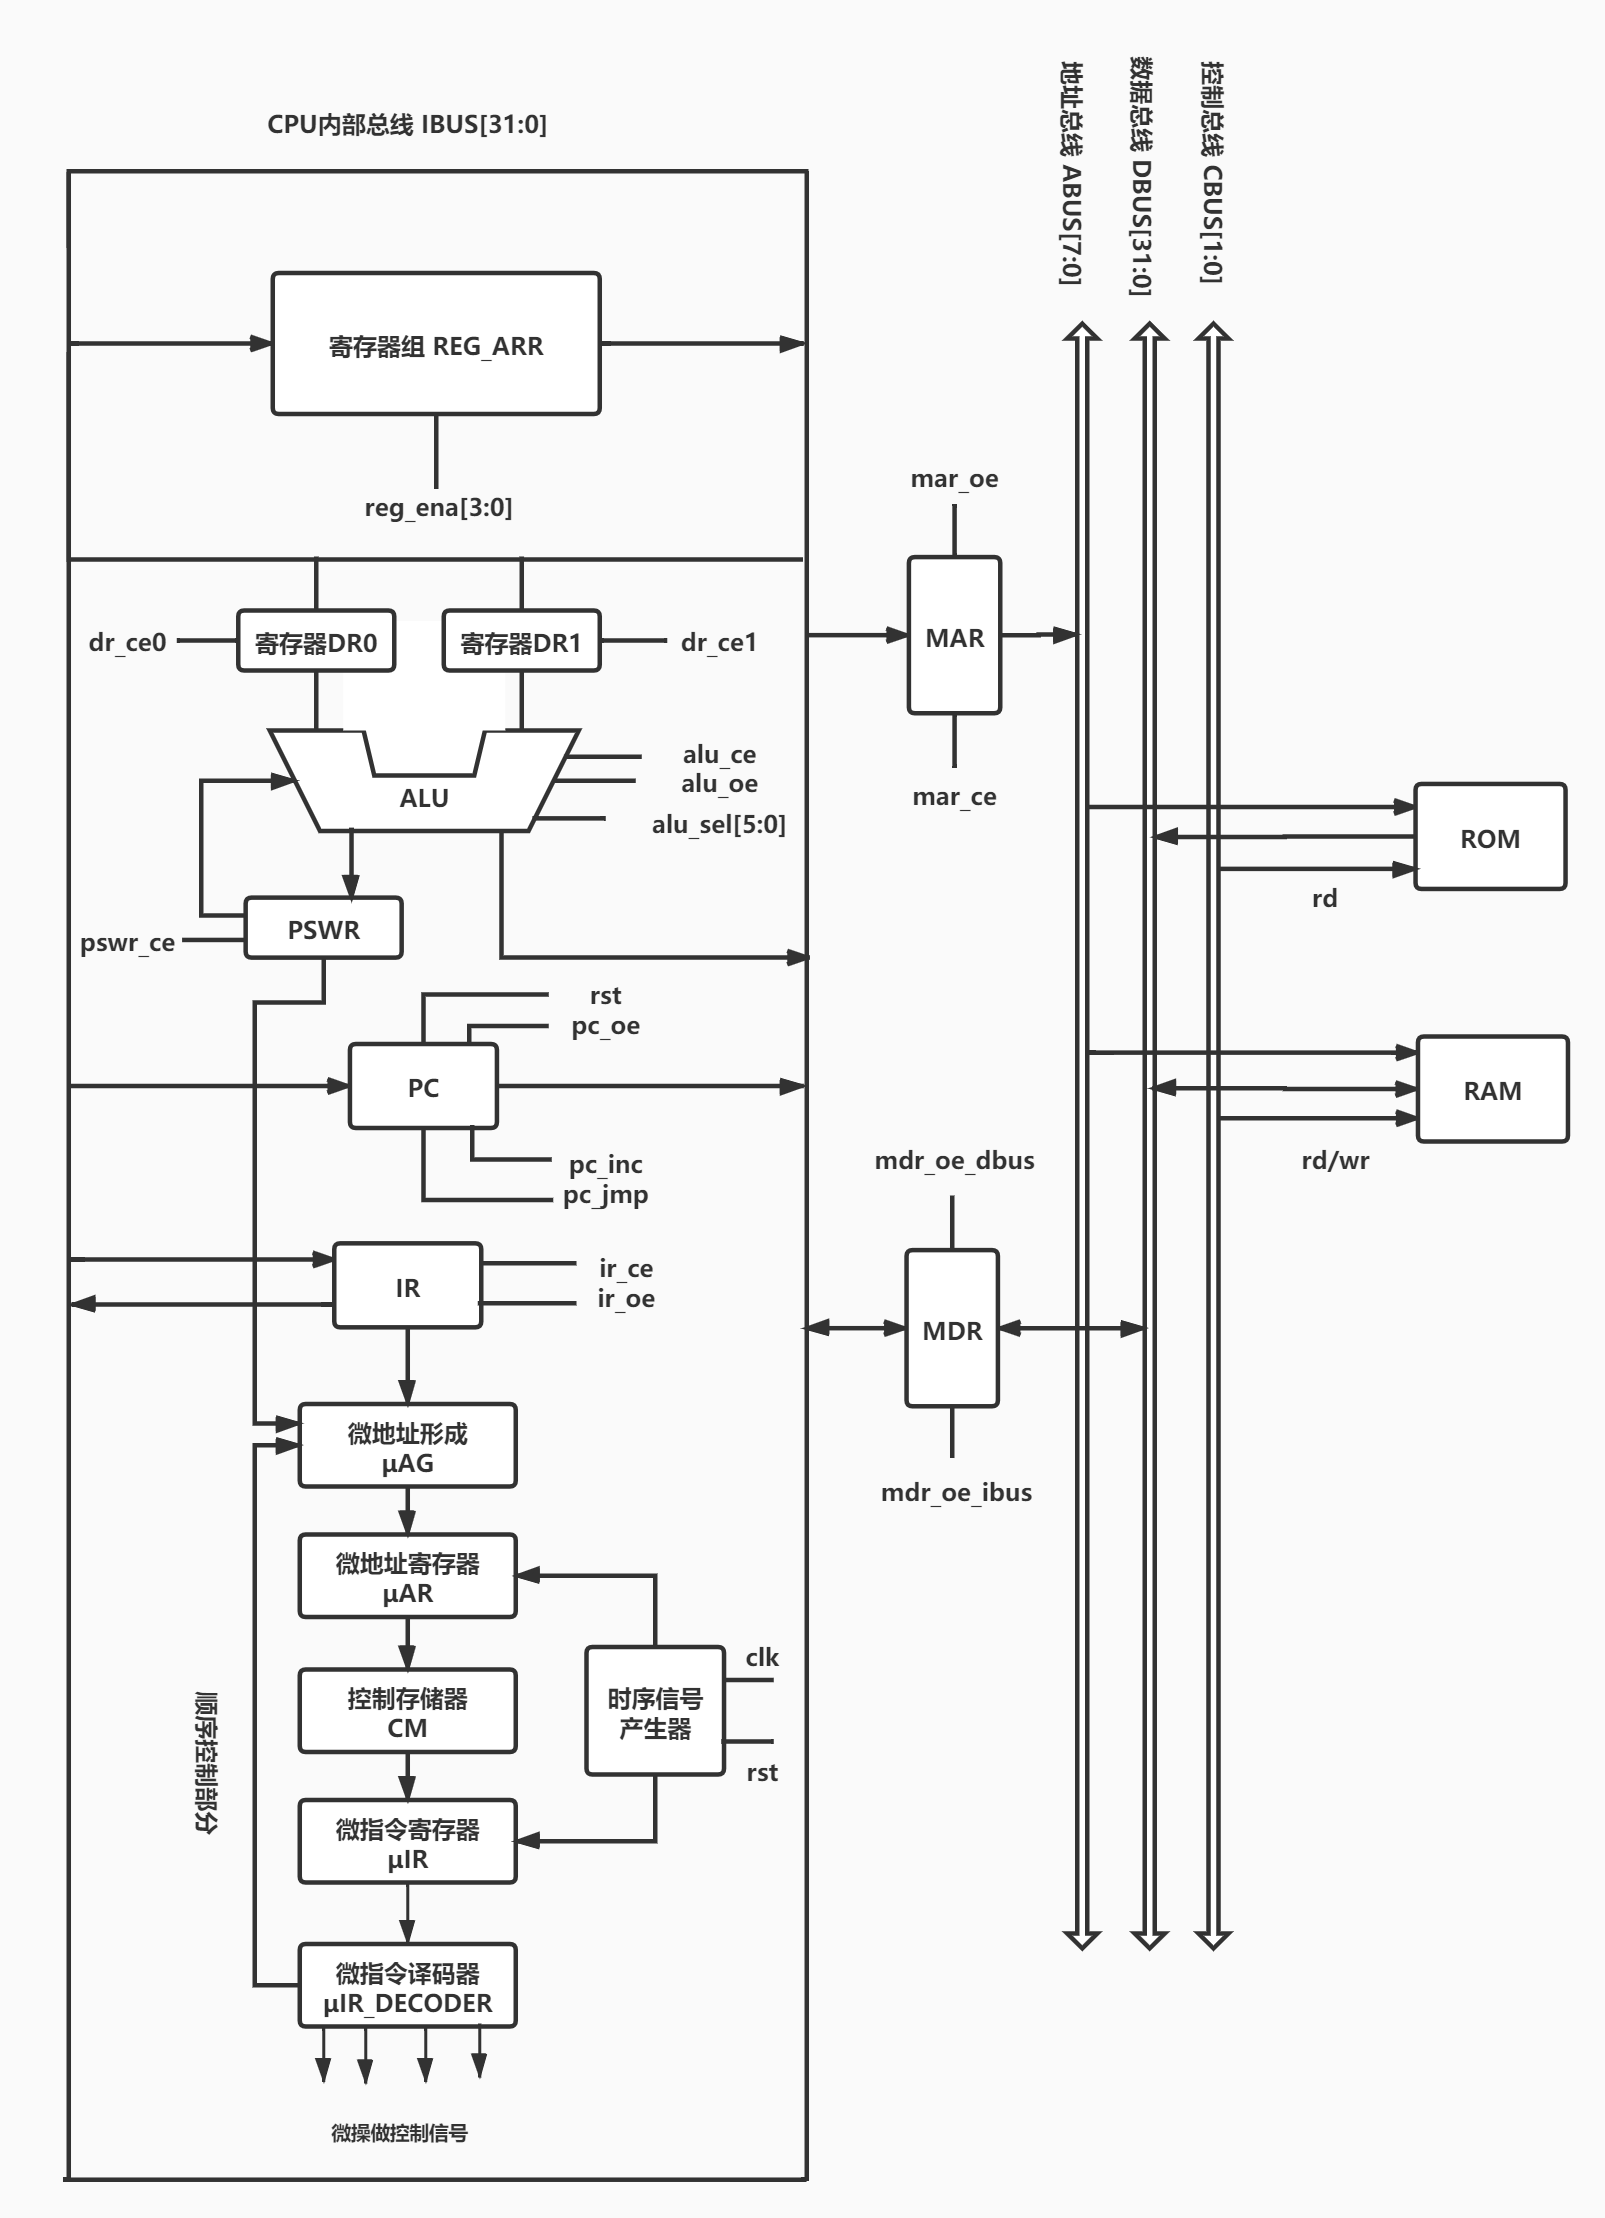 CPU内部总线 IBUS[31:0]
地址总线 ABUS[7:0]
数据总线 DBUS[31:0]
控制总线 CBUS[1:0]
寄存器组 REG_ARR
reg_ena[3:0]
mar_oe
MAR
mar_ce
dr_ce0
寄存器DR0
寄存器DR1
dr_ce1
alu_ce
alu_oe
alu_sel[5:0]
ALU
PSWR
pswr_ce
ROM
rd
rst
pc_oe
PC
pc_inc
pc_jmp
RAM
rd/wr
mdr_oe_dbus
MDR
mdr_oe_ibus
IR
ir_ce
ir_oe
微地址形成
μAG
微地址寄存器
μAR
控制存储器
CM
时序信号
产生器
clk
rst
顺序控制部分
微指令寄存器
μIR
微指令译码器
μIR_DECODER
微操做控制信号